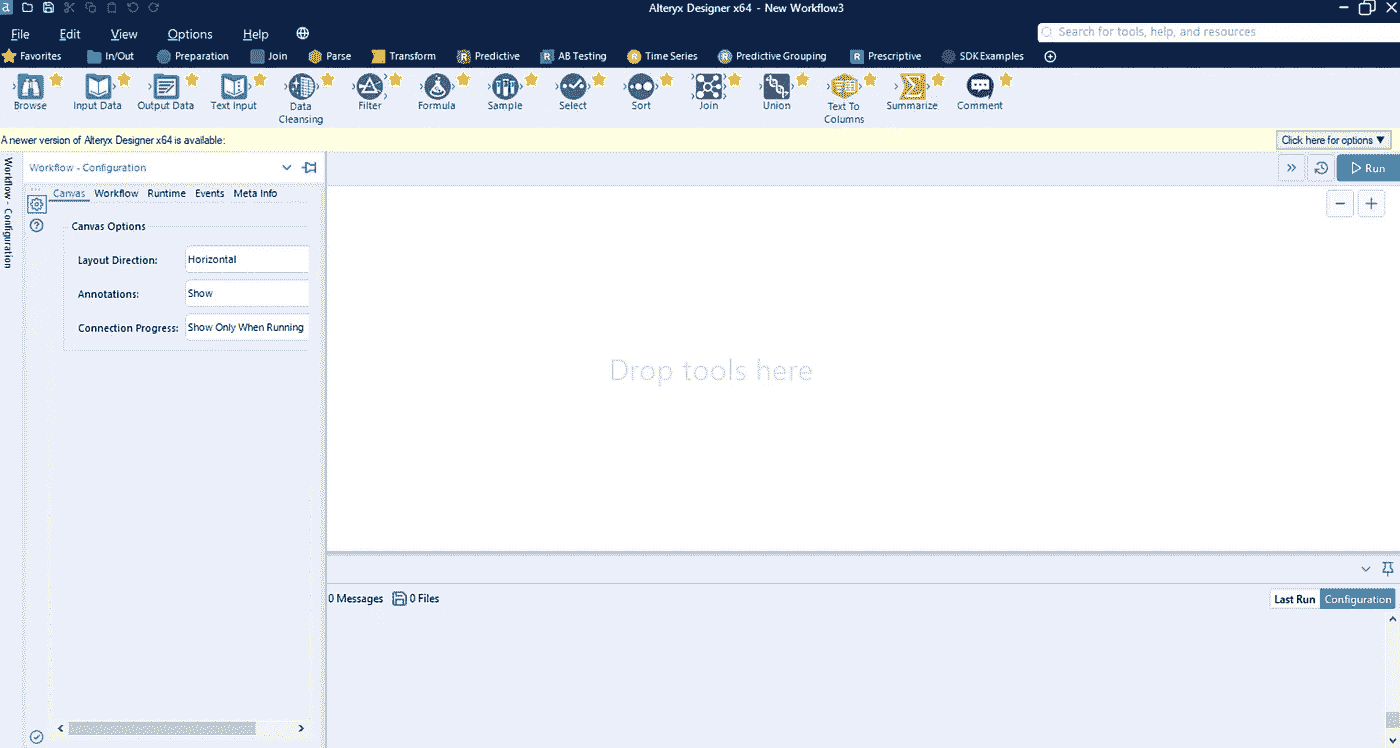 Alteryx Designer x64 - New Workflow3
File Edit View Options Help
Search for tools, help, and resources
Favorites In/Out Preparation Join Parse Transform Predictive AB Testing Time Series Predictive Grouping Prescriptive SDK Examples
Browse Input Data Output Data Text Input Data Cleansing Filter Formula Sample Select Sort Join Union Text To Columns Summarize Comment
A newer version of Alteryx Designer x64 is available:
Click here for options ▼
Workflow - Configuration
Workflow - Configuration
Run
Canvas Workflow Runtime Events Meta Info
Canvas Options
Layout Direction: Horizontal
Annotations: Show
Connection Progress: Show Only When Running
Drop tools here
0 Messages 0 Files
Last Run Configuration